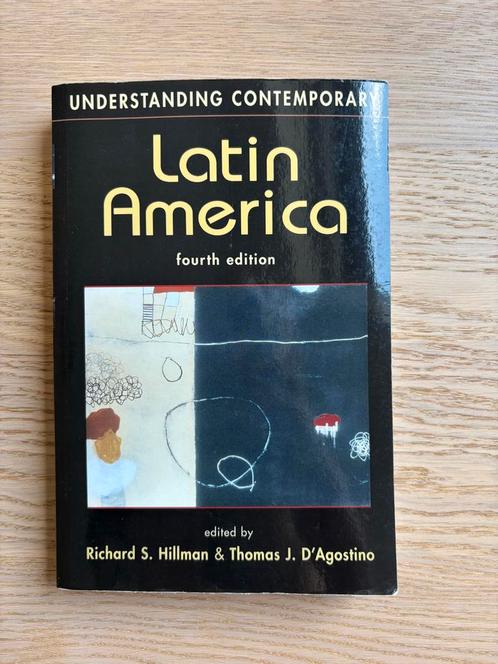 UNDERSTANDING CONTEMPORARY
Latin
America
fourth edition
edited by
Richard S. Hillman & Thomas J. D'Agostino